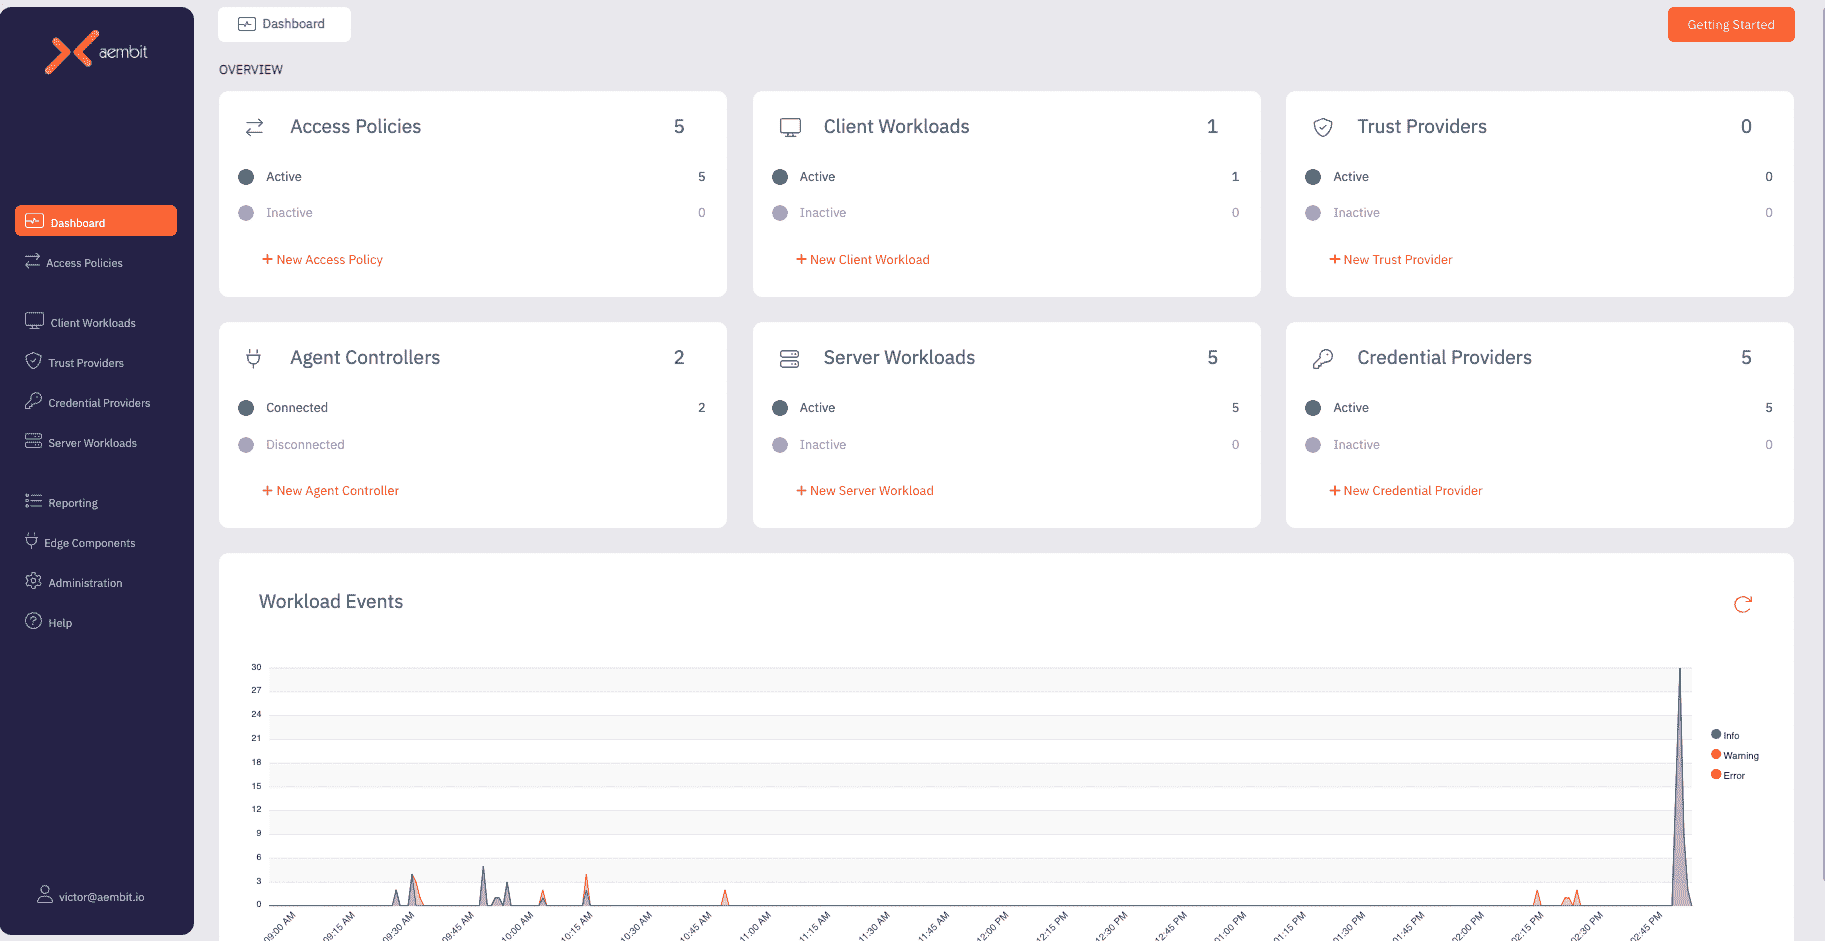 aembit
Dashboard
Access Policies
Client Workloads
Trust Providers
Credential Providers
Server Workloads
Reporting
Edge Components
Administration
Help
victor@aembit.io
Dashboard
Getting Started
OVERVIEW
Access Policies 5
Active 5
Inactive 0
+ New Access Policy
Client Workloads 1
Active 1
Inactive 0
+ New Client Workload
Trust Providers 0
Active 0
Inactive 0
+ New Trust Provider
Agent Controllers 2
Connected 2
Disconnected
+ New Agent Controller
Server Workloads 5
Active 5
Inactive 0
+ New Server Workload
Credential Providers 5
Active 5
Inactive 0
+ New Credential Provider
Workload Events
30
27
24
21
18
15
12
9
6
3
0
09:00 AM
09:15 AM
09:30 AM
09:45 AM
10:00 AM
10:15 AM
10:30 AM
10:45 AM
11:00 AM
11:15 AM
11:30 AM
11:45 AM
12:00 PM
12:15 PM
12:30 PM
12:45 PM
01:00 PM
01:15 PM
01:30 PM
01:45 PM
02:00 PM
02:15 PM
02:30 PM
02:45 PM
Info
Warning
Error